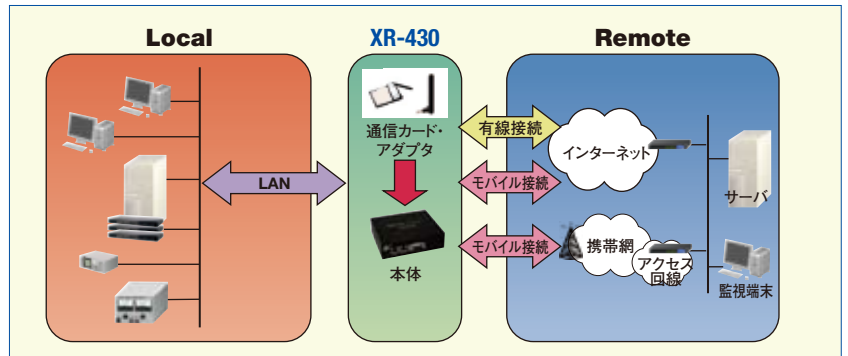 Local
XR-430
Remote
通信カード・
アダプタ
本体
LAN
有線接続
モバイル接続
モバイル接続
インターネット
携帯網
アクセス
回線
サーバ
監視端末